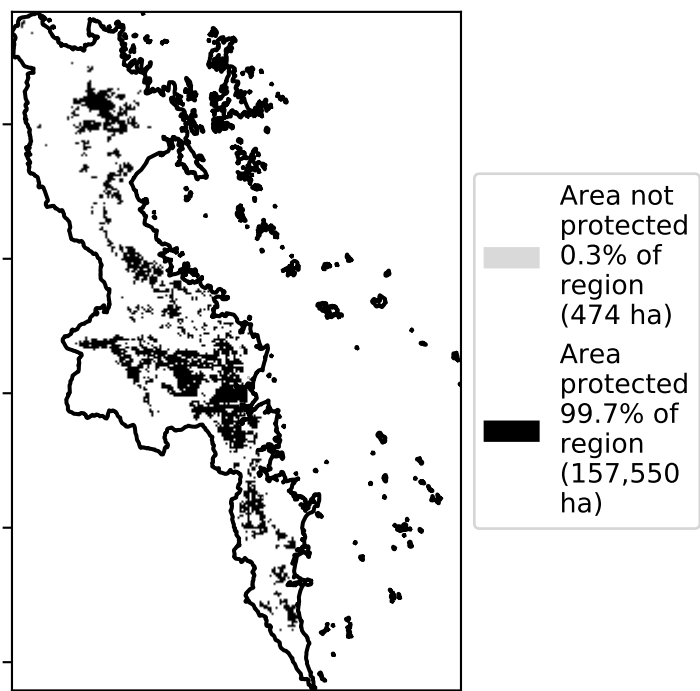 Area not
protected
0.3% of
region
(474 ha)
Area
protected
99.7% of
region
(157,550
ha)